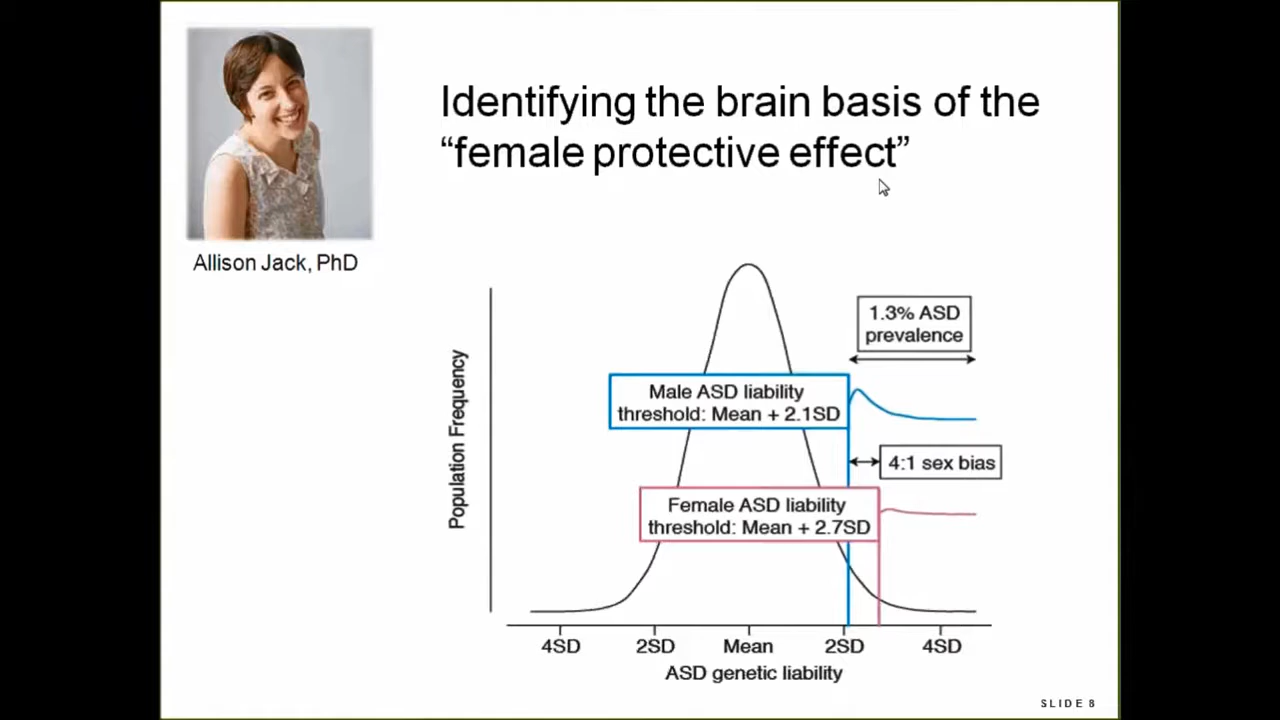 Identifying the brain basis of the
“female protective effect”
Allison Jack, PhD
1.3% ASD
prevalence
Male ASD liability
threshold: Mean + 2.1SD
4:1 sex bias
Female ASD liability
threshold: Mean + 2.7SD
Population Frequency
4SD 2SD Mean 2SD 4SD
ASD genetic liability
SLIDE 8